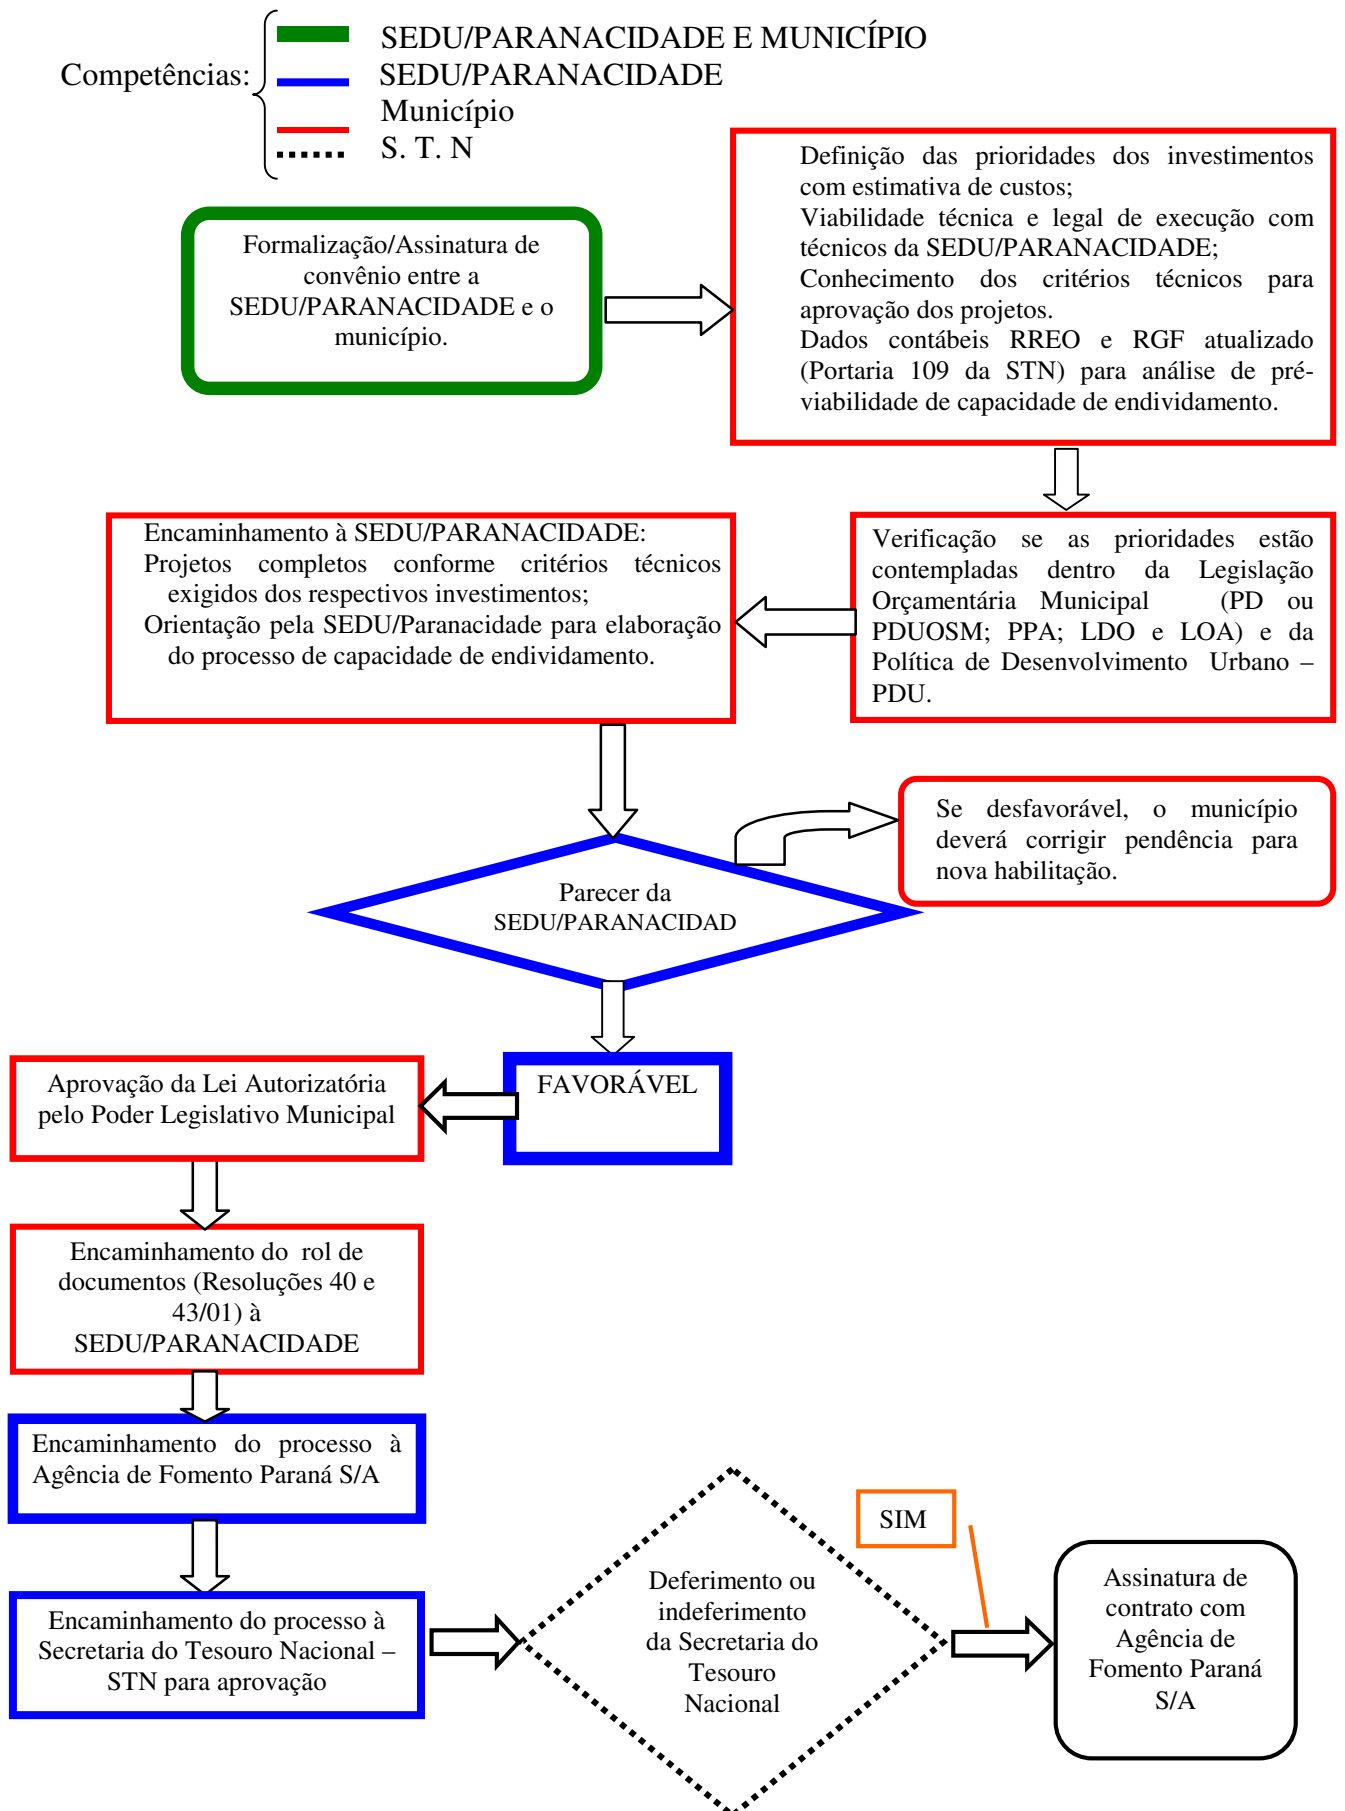 Competências:
SEDU/PARANACIDADE E MUNICÍPIO
SEDU/PARANACIDADE
Município
S. T. N
Formalização/Assinatura de
convênio entre a
SEDU/PARANACIDADE e o
município.
Definição das prioridades dos investimentos
com estimativa de custos;
Viabilidade técnica e legal de execução com
técnicos da SEDU/PARANACIDADE;
Conhecimento dos critérios técnicos para
aprovação dos projetos.
Dados contábeis RREO e RGF atualizado
(Portaria 109 da STN) para análise de pré-
viabilidade de capacidade de endividamento.
Verificação se as prioridades estão
contempladas dentro da Legislação
Orçamentária Municipal (PD ou
PDUOSM; PPA; LDO e LOA) e da
Política de Desenvolvimento Urbano –
PDU.
Encaminhamento à SEDU/PARANACIDADE:
Projetos completos conforme critérios técnicos
exigidos dos respectivos investimentos;
Orientação pela SEDU/Paranacidade para elaboração
do processo de capacidade de endividamento.
Se desfavorável, o município
deverá corrigir pendência para
nova habilitação.
Parecer da
SEDU/PARANACIDAD
FAVORÁVEL
Aprovação da Lei Autorizatória
pelo Poder Legislativo Municipal
Encaminhamento do rol de
documentos (Resoluções 40 e
43/01) à
SEDU/PARANACIDADE
Encaminhamento do processo à
Agência de Fomento Paraná S/A
Encaminhamento do processo à
Secretaria do Tesouro Nacional –
STN para aprovação
Deferimento ou
indeferimento
da Secretaria do
Tesouro
Nacional
SIM
Assinatura de
contrato com
Agência de
Fomento Paraná
S/A